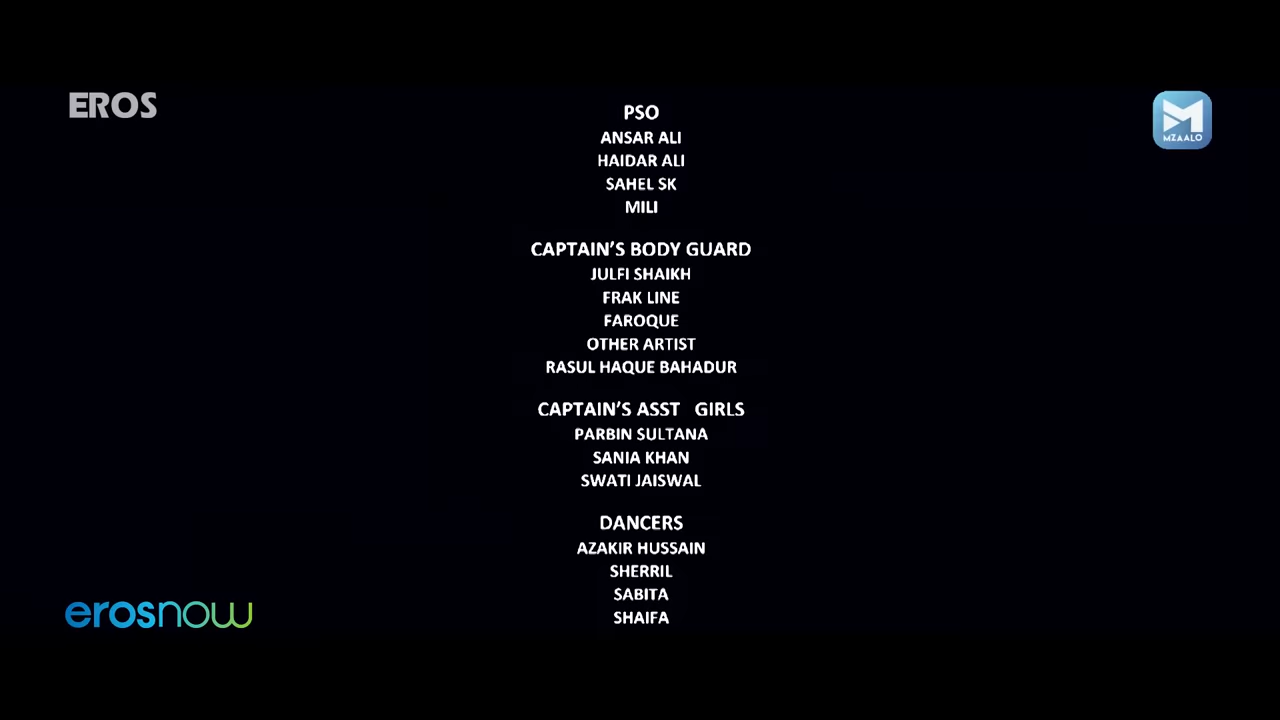 EROS
MZAALO
PSO
ANSAR ALI
HAIDAR ALI
SAHEL SK
MILI
CAPTAIN'S BODY GUARD
JULFI SHAIKH
FRAK LINE
FAROQUE
OTHER ARTIST
RASUL HAQUE BAHADUR
CAPTAIN'S ASST   GIRLS
PARBIN SULTANA
SANIA KHAN
SWATI JAISWAL
DANCERS
AZAKIR HUSSAIN
SHERRIL
SABITA
SHAIFA
erosnow